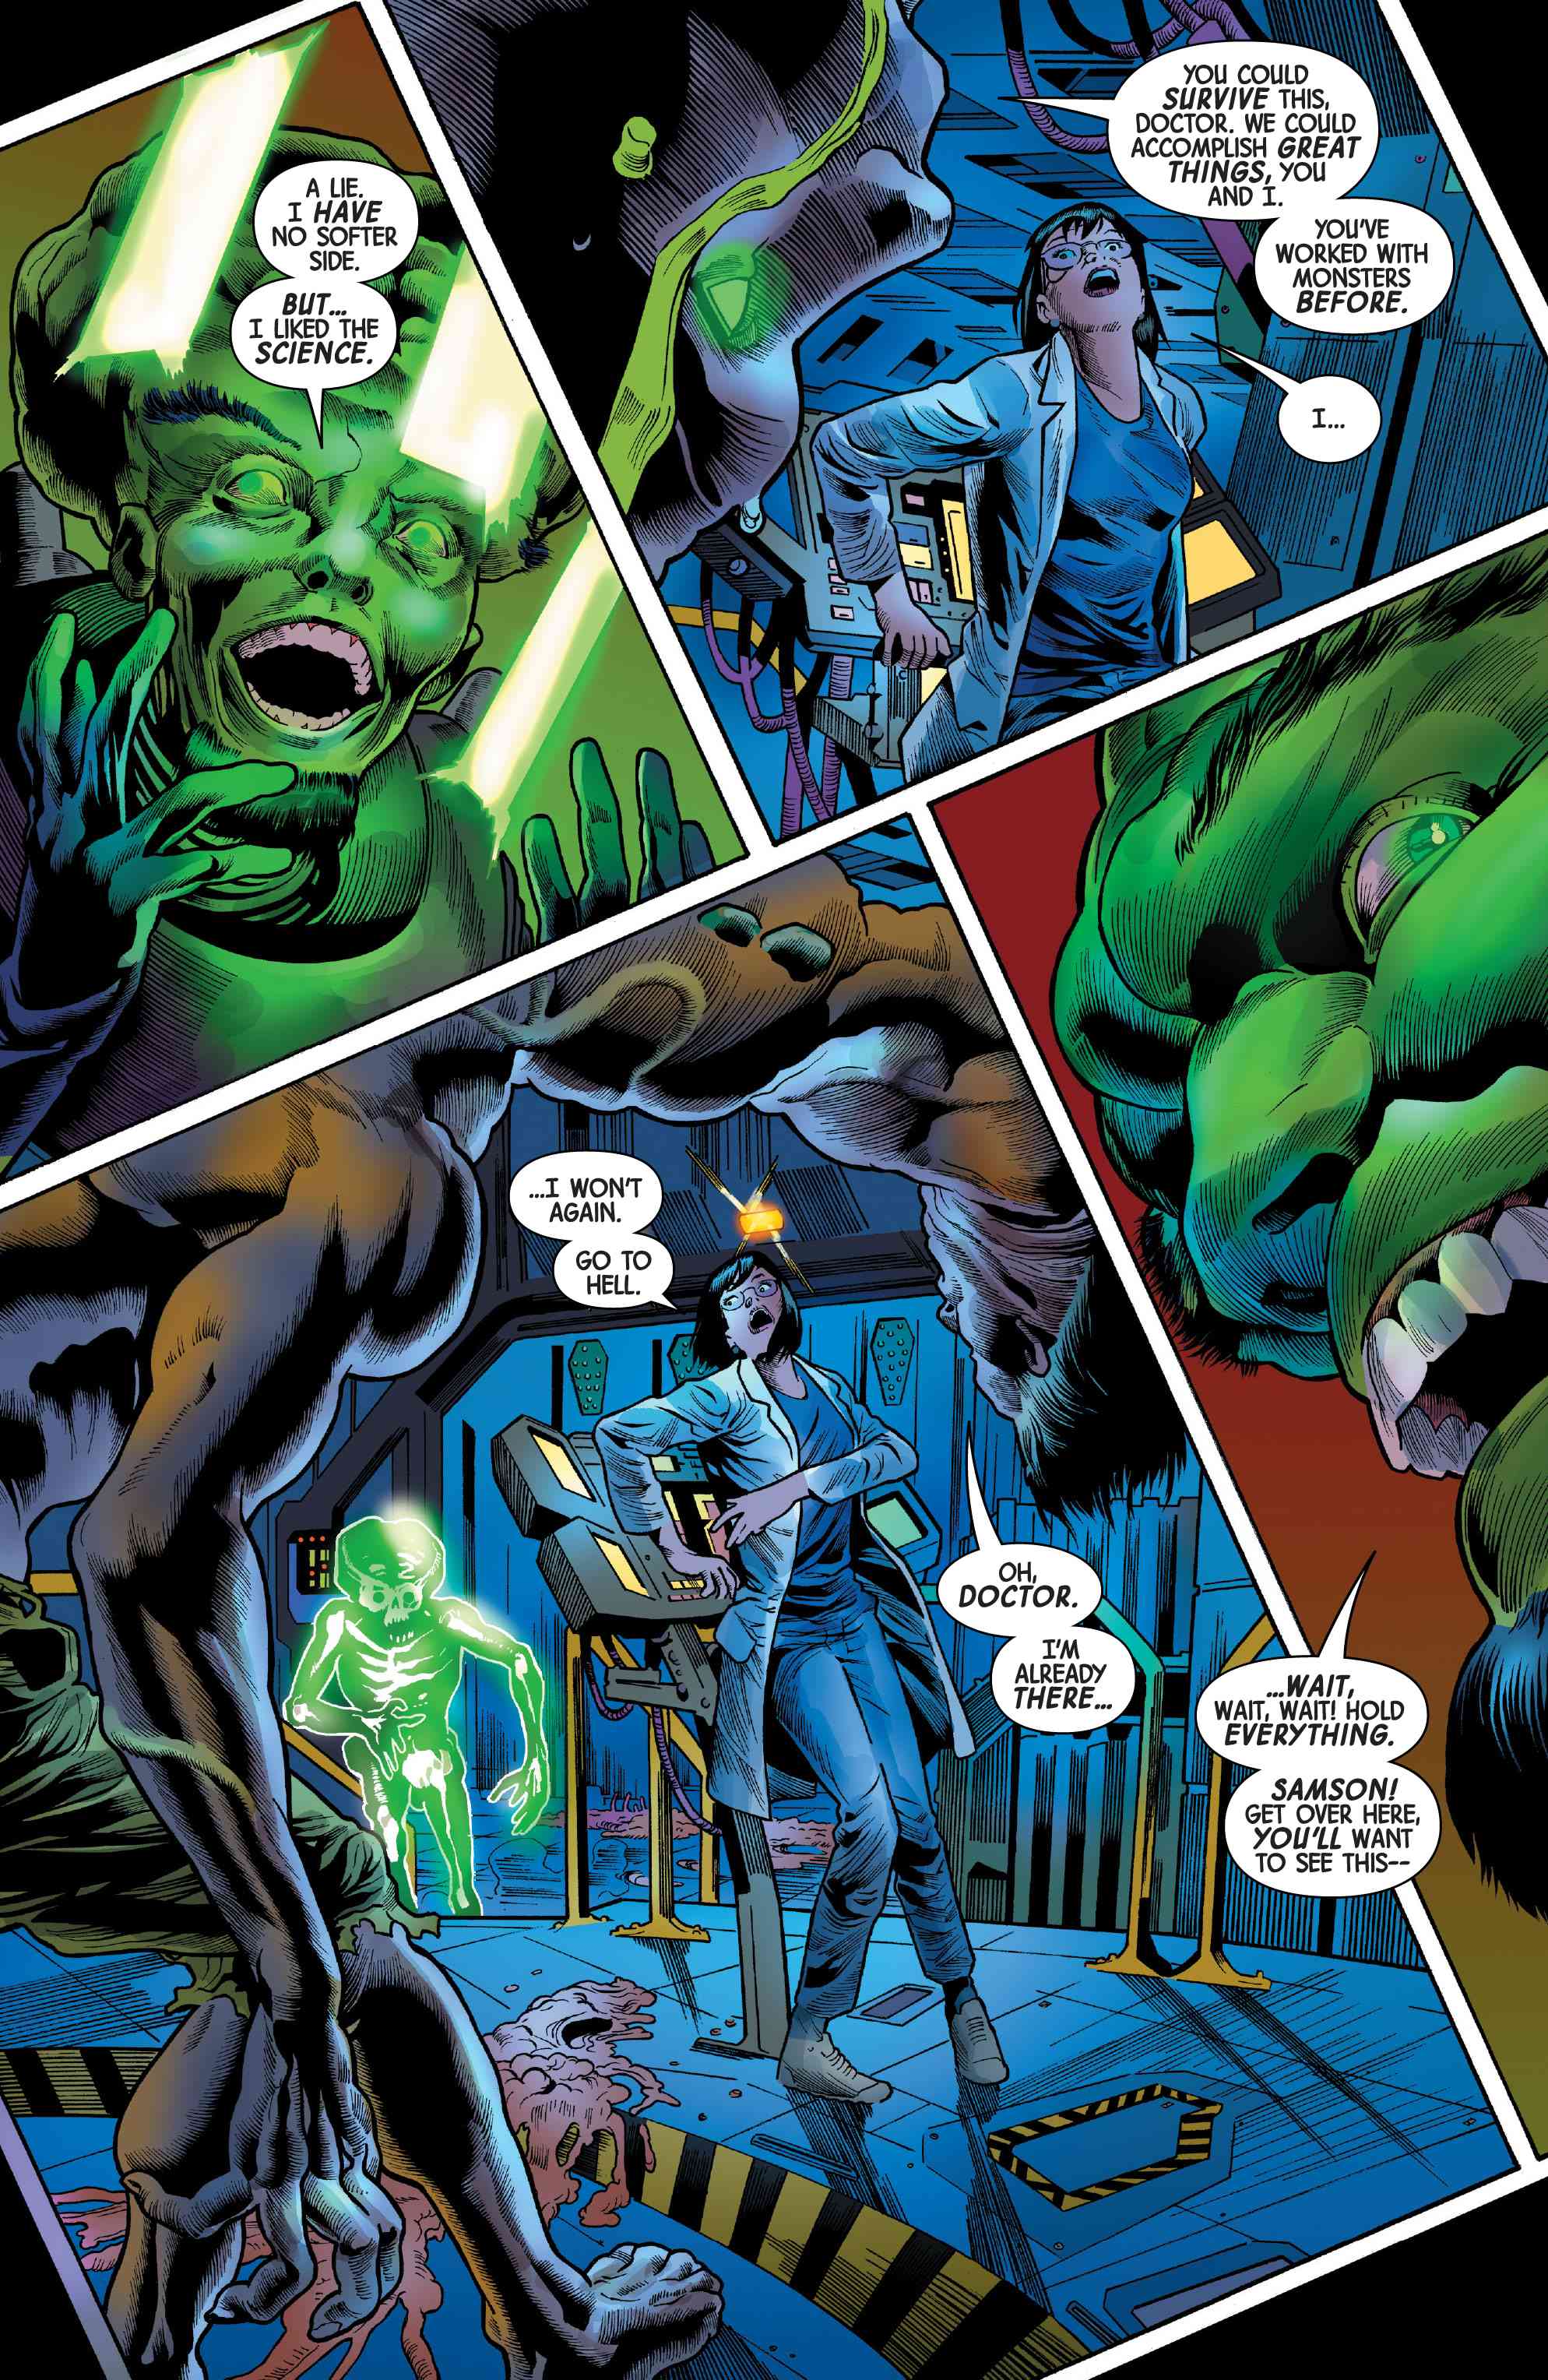 A LIE.
I HAVE
NO SOFTER
SIDE.
BUT...
I LIKED THE
SCIENCE.
YOU COULD
SURVIVE THIS,
DOCTOR. WE COULD
ACCOMPLISH GREAT
THINGS, YOU
AND I.
YOU'VE
WORKED WITH
MONSTERS
BEFORE.
I...
...I WON'T
AGAIN.
GO TO
HELL.
OH,
DOCTOR.
I'M
ALREADY
THERE...
...WAIT,
WAIT, WAIT! HOLD
EVERYTHING.
SAMSON!
GET OVER HERE,
YOU'LL WANT
TO SEE THIS--